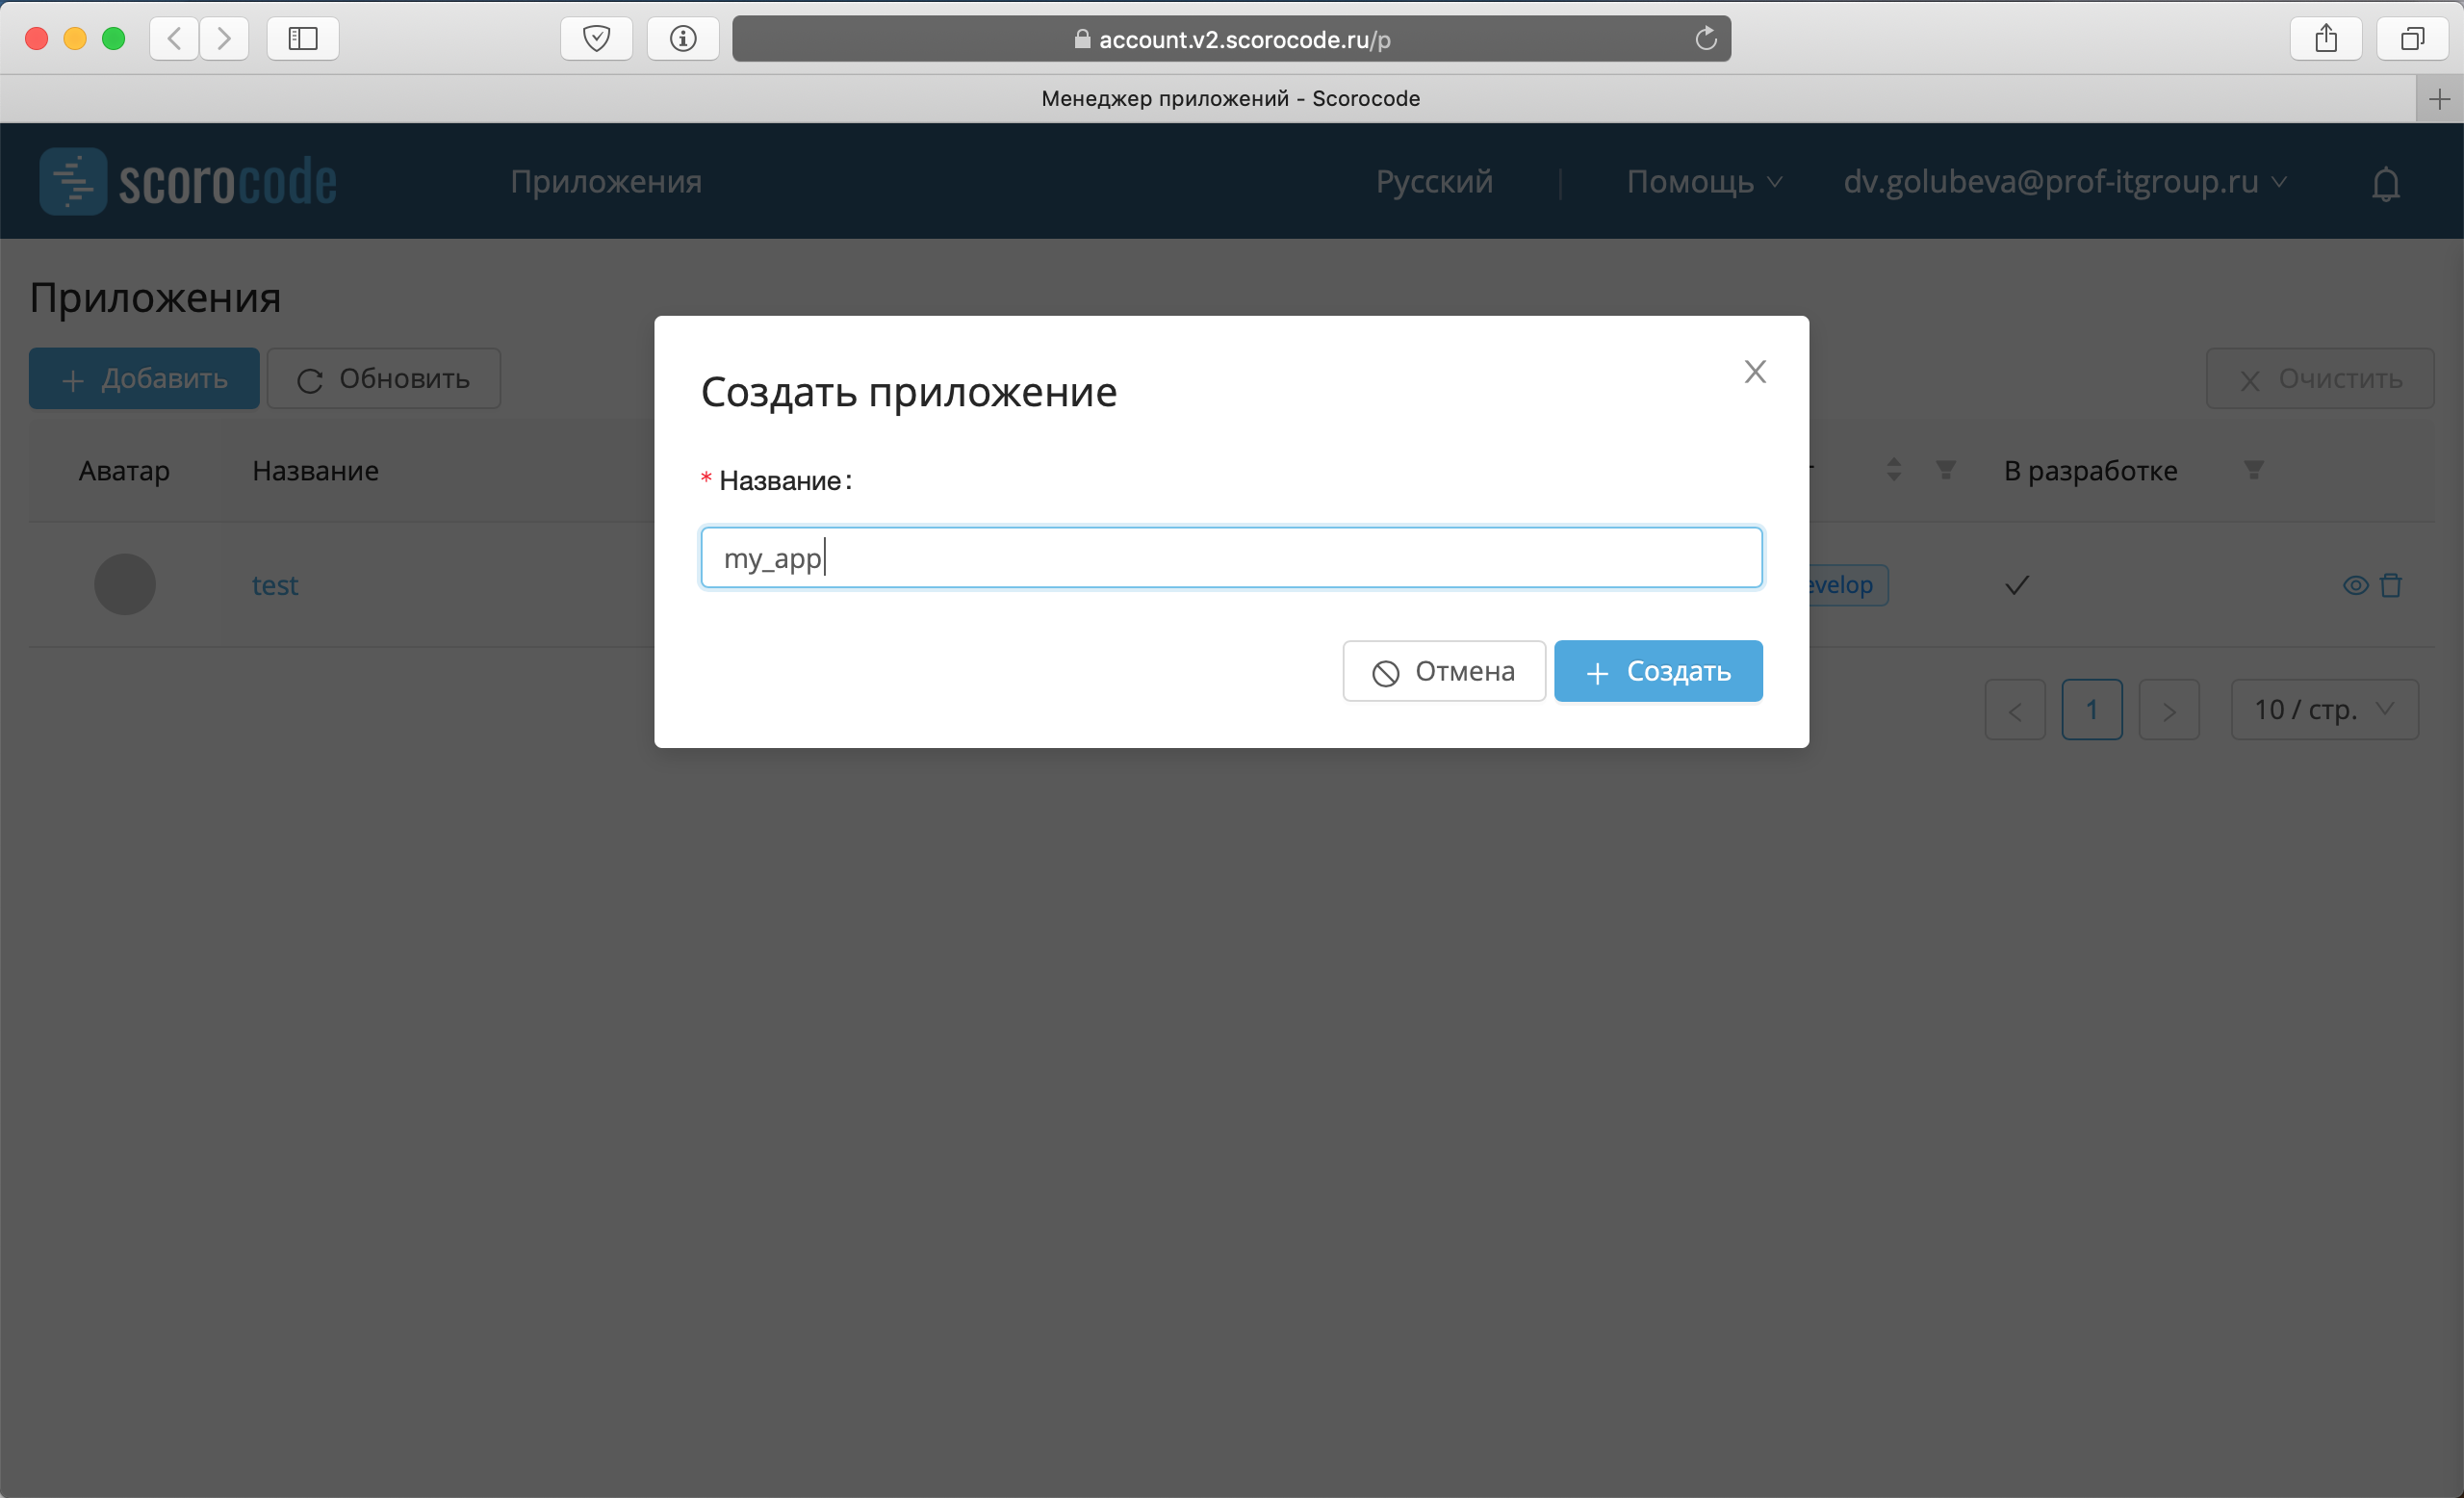 account.v2.scorocode.ru/p
Менеджер приложений - Scorocode
scorocode
Приложения
Русский
Помощь
dv.golubeva@prof-itgroup.ru
Приложения
Добавить
Обновить
Очистить
Создать приложение
Аватар
Название
В разработке
* Название:
my_app
test
evelop
Отмена
Создать
1
10 / стр.